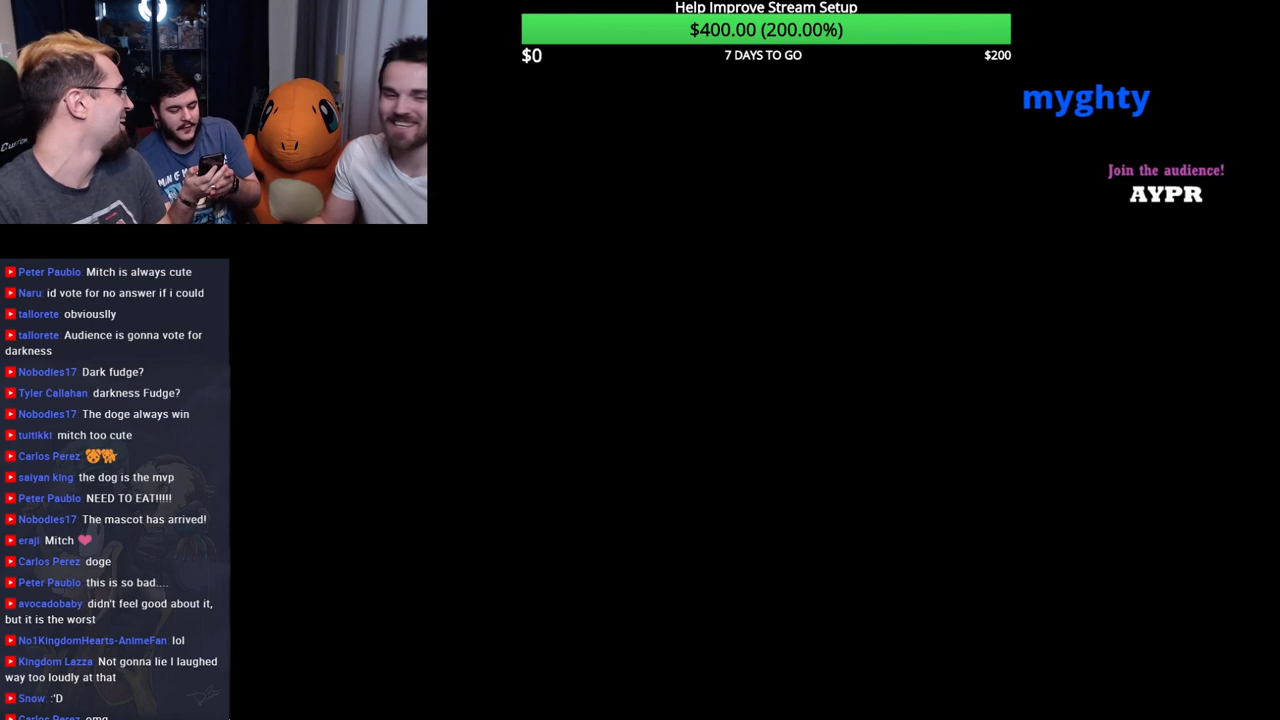 Help Improve Stream Setup
$400.00 (200.00%)
$0
7 DAYS TO GO
$200
myghty
Join the audience!
AYPR
Peter Paublo: Mitch is always cute
Naru: id vote for no answer if i could
tallorete: obviouslly
tallorete: Audience is gonna vote for
darkness
Nobodies17: Dark fudge?
Tyler Callahan: darkness Fudge?
Nobodies17: The doge always win
tuitikki: mitch too cute
Carlos Perez:
saiyan king: the dog is the mvp
Peter Paublo: NEED TO EAT!!!!!
Nobodies17: The mascot has arrived!
eraji: Mitch
Carlos Perez: doge
Peter Paublo: this is so bad....
avocadobaby: didn't feel good about it,
but it is the worst
No1KingdomHearts-AnimeFan: lol
Kingdom Lazza: Not gonna lie I laughed
way too loudly at that
Snow.: :'D
Carlos Perez: omg